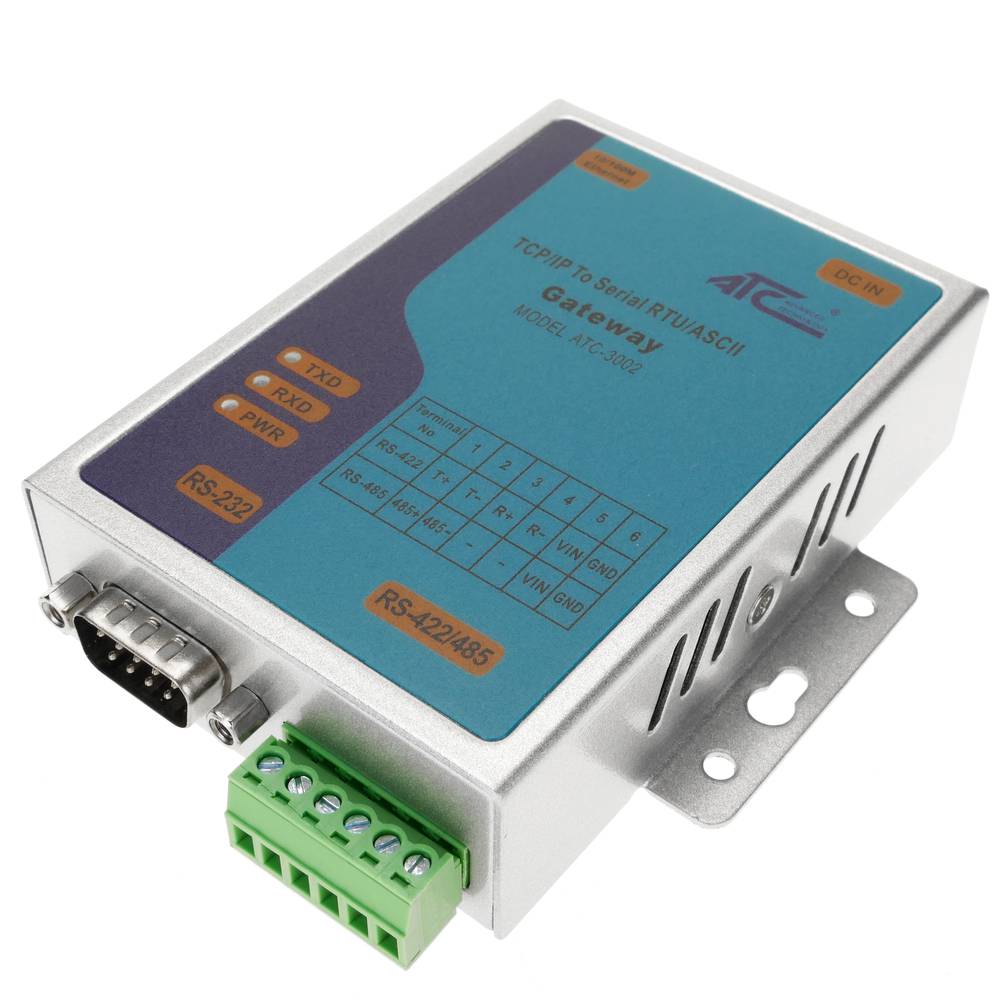 10/100M
Ethernet
DC IN
ATC
ADVANCED
TECHNOLOGY
®
TCP/IP To Serial RTU/ASCII
Gateway
MODEL ATC-3002
TXD
RXD
PWR
RS-232
Terminal No 1 2 3 4 5 6
RS-422 T+ T- R+ R- VIN GND
RS-485 485+ 485- - - VIN GND
RS-422/485